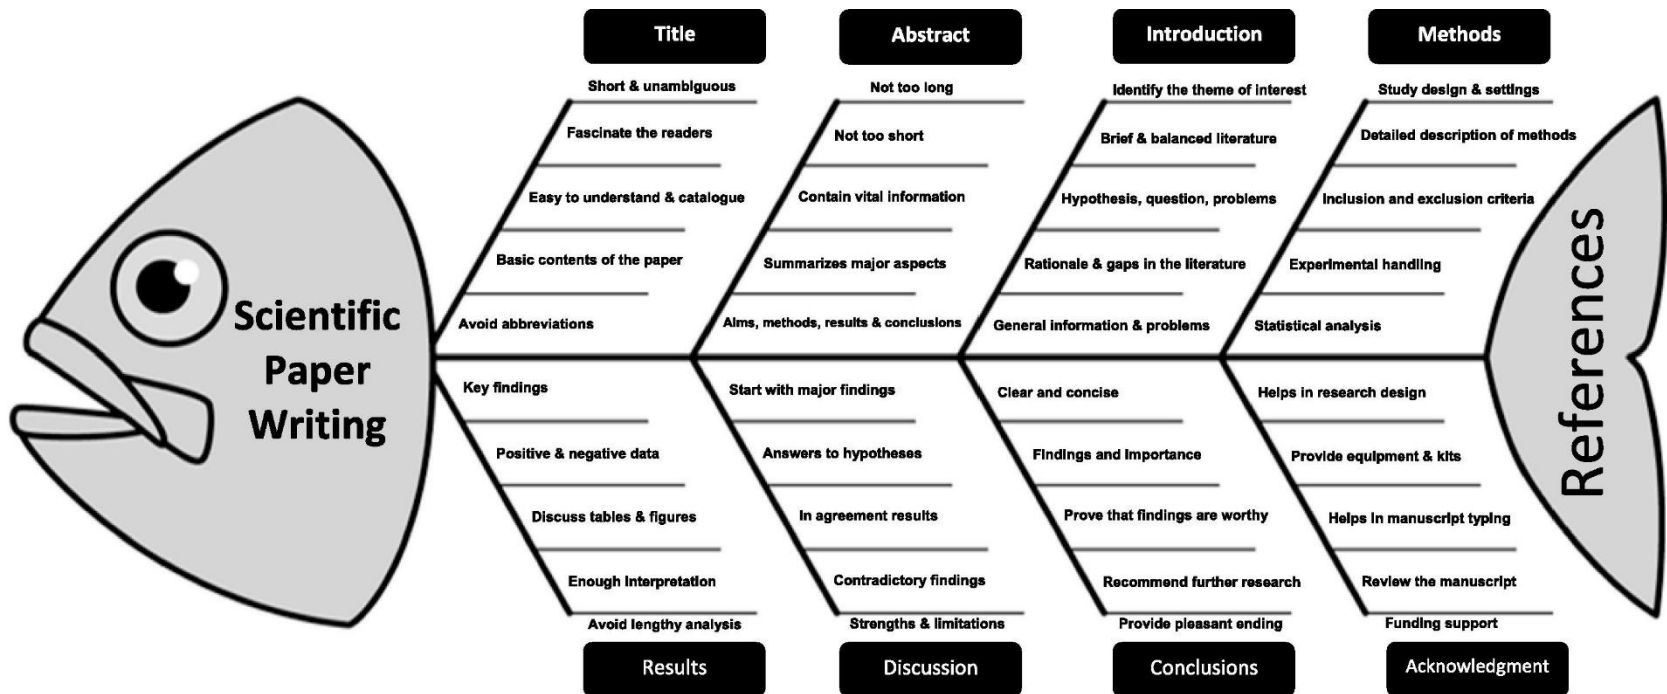 Title
Abstract
Introduction
Methods
Short & unambiguous
Fascinate the readers
Easy to understand & catalogue
Basic contents of the paper
Avoid abbreviations
Not too long
Not too short
Contain vital information
Summarizes major aspects
Aims, methods, results & conclusions
Identify the theme of interest
Brief & balanced literature
Hypothesis, question, problems
Rationale & gaps in the literature
General information & problems
Study design & settings
Detailed description of methods
Inclusion and exclusion criteria
Experimental handling
Statistical analysis
Scientific
Paper
Writing
References
Key findings
Positive & negative data
Discuss tables & figures
Enough Interpretation
Avoid lengthy analysis
Start with major findings
Answers to hypotheses
In agreement results
Contradictory findings
Strengths & limitations
Clear and concise
Findings and importance
Prove that findings are worthy
Recommend further research
Provide pleasant ending
Helps in research design
Provide equipment & kits
Helps in manuscript typing
Review the manuscript
Funding support
Results
Discussion
Conclusions
Acknowledgment